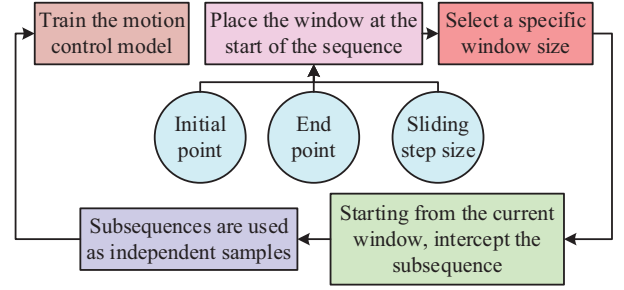 Train the motion
control model
Place the window at the
start of the sequence
Select a specific
window size
Initial
point
End
point
Sliding
step size
Subsequences are used
as independent samples
Starting from the current
window, intercept the
subsequence